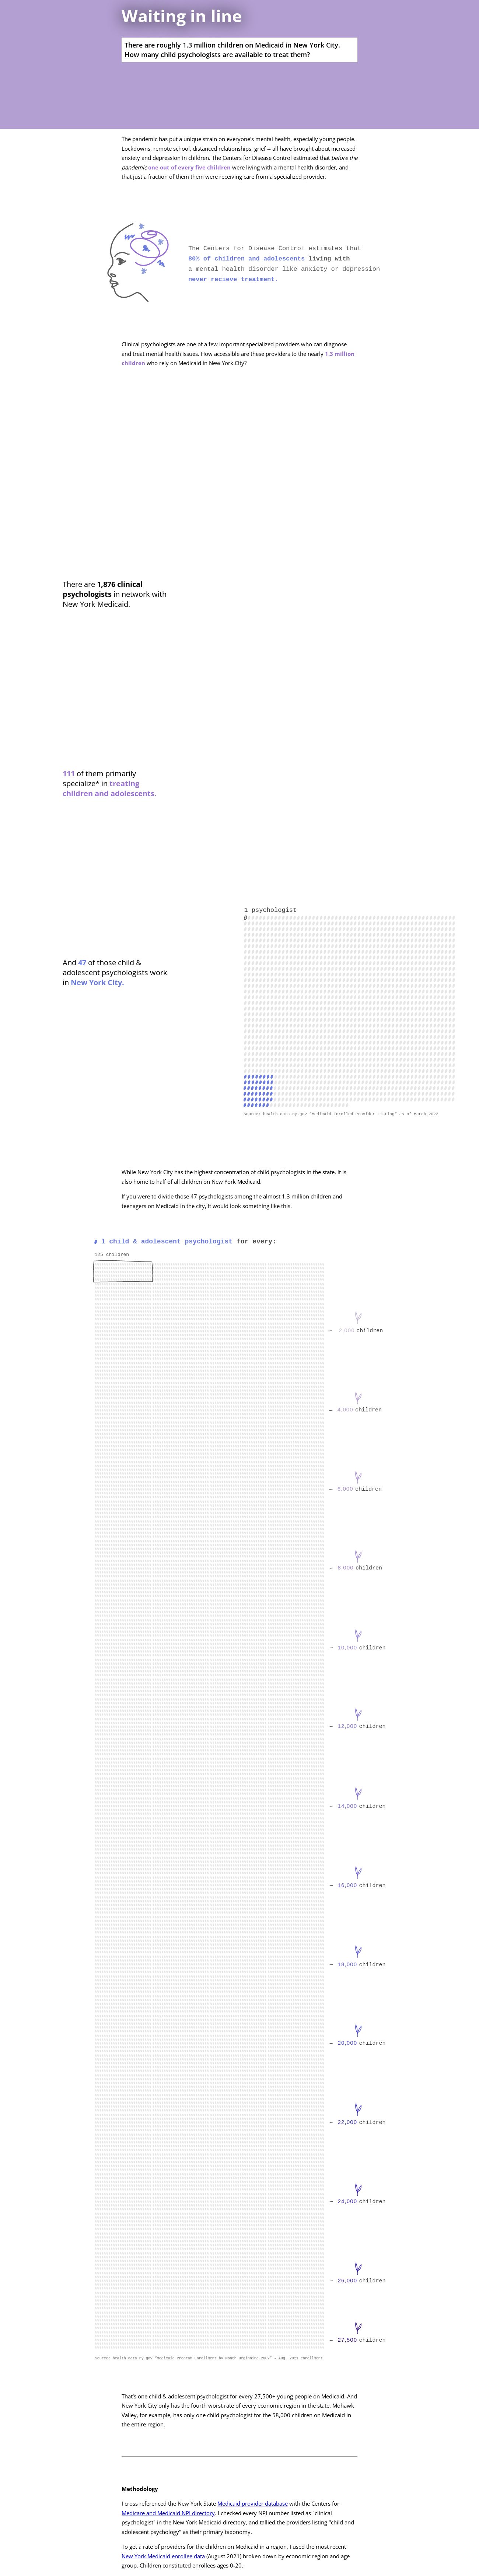 Waiting in line
There are roughly 1.3 million children on Medicaid in New York City.
How many child psychologists are available to treat them?
The pandemic has put a unique strain on everyone's mental health, especially young people.
Lockdowns, remote school, distanced relationships, grief -- all have brought about increased
anxiety and depression in children. The Centers for Disease Control estimated that before the
pandemic one out of every five children were living with a mental health disorder, and
that just a fraction of them them were receiving care from a specialized provider.
The Centers for Disease Control estimates that
80% of children and adolescents living with
a mental health disorder like anxiety or depression
never recieve treatment.
Clinical psychologists are one of a few important specialized providers who can diagnose
and treat mental health issues. How accessible are these providers to the nearly 1.3 million
children who rely on Medicaid in New York City?
There are 1,876 clinical
psychologists in network with
New York Medicaid.
111 of them primarily
specialize* in treating
children and adolescents.
1 psychologist
And 47 of those child &
adolescent psychologists work
in New York City.
Source: health.data.ny.gov "Medicaid Enrolled Provider Listing" as of March 2022
While New York City has the highest concentration of child psychologists in the state, it is
also home to half of all children on New York Medicaid.
If you were to divide those 47 psychologists among the almost 1.3 million children and
teenagers on Medicaid in the city, it would look something like this.
1 child & adolescent psychologist for every:
125 children
— 2,000 children
— 4,000 children
— 6,000 children
— 8,000 children
— 10,000 children
— 12,000 children
— 14,000 children
— 16,000 children
— 18,000 children
— 20,000 children
— 22,000 children
— 24,000 children
— 26,000 children
— 27,500 children
Source: health.data.ny.gov "Medicaid Program Enrollment by Month Beginning 2009" - Aug. 2021 enrollment
That's one child & adolescent psychologist for every 27,500+ young people on Medicaid. And
New York City only has the fourth worst rate of every economic region in the state. Mohawk
Valley, for example, has only one child psychologist for the 58,000 children on Medicaid in
the entire region.
Methodology
I cross referenced the New York State Medicaid provider database with the Centers for
Medicare and Medicaid NPI directory. I checked every NPI number listed as "clinical
psychologist" in the New York Medicaid directory, and tallied the providers listing "child and
adolescent psychology" as their primary taxonomy.
To get a rate of providers for the children on Medicaid in a region, I used the most recent
New York Medicaid enrollee data (August 2021) broken down by economic region and age
group. Children constituted enrollees ages 0-20.